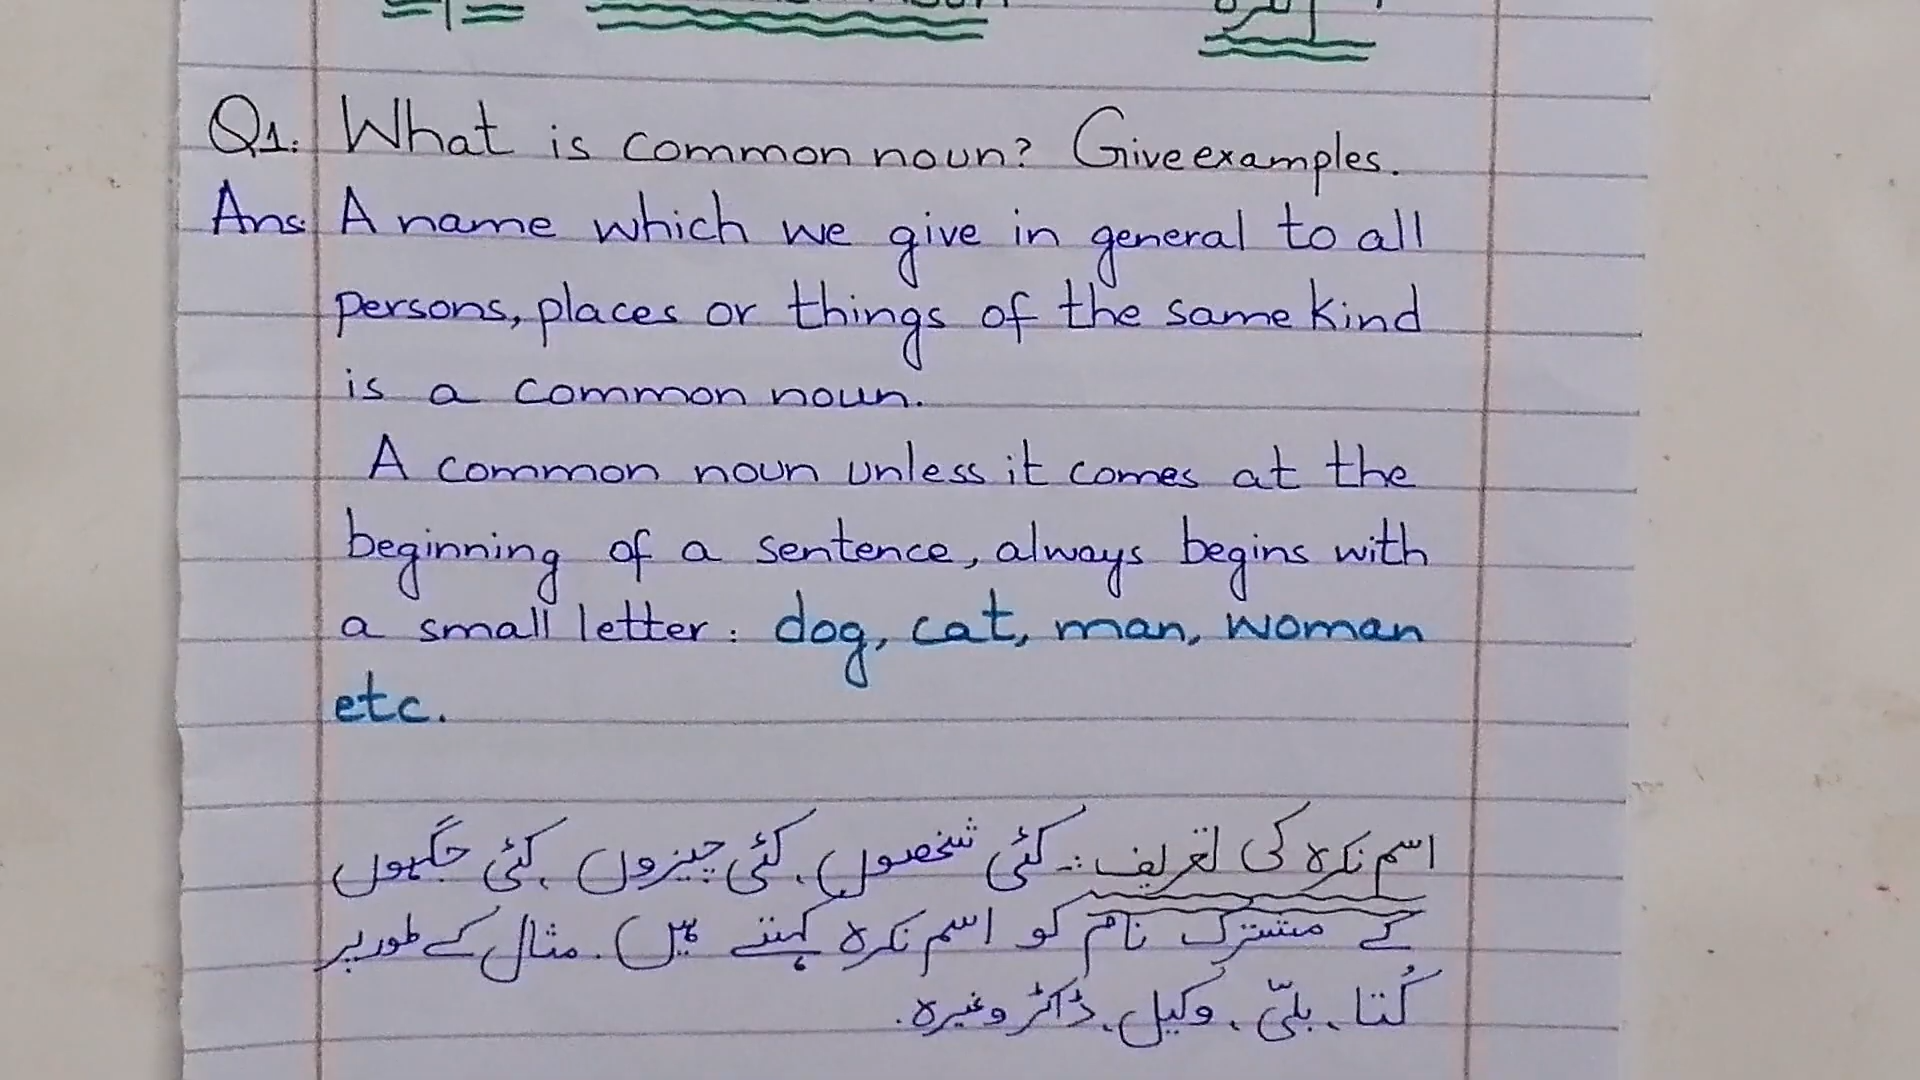 Q1: What is common noun? Give examples.
Ans: A name which we give in general to all
persons, places or things of the same kind
is a common noun.
A common noun unless it comes at the
beginning of a sentence, always begins with
a small letter: dog, cat, man, woman
etc.
اسم نکرہ کی تعریف:۔ کئی شخصوں، کئی چیزوں، کئی جگہوں
کے مشترک نام کو اسم نکرہ کہتے ہیں۔ مثال کے طور پر
کُتا، بلّی، وکیل، ڈاکٹر وغیرہ۔